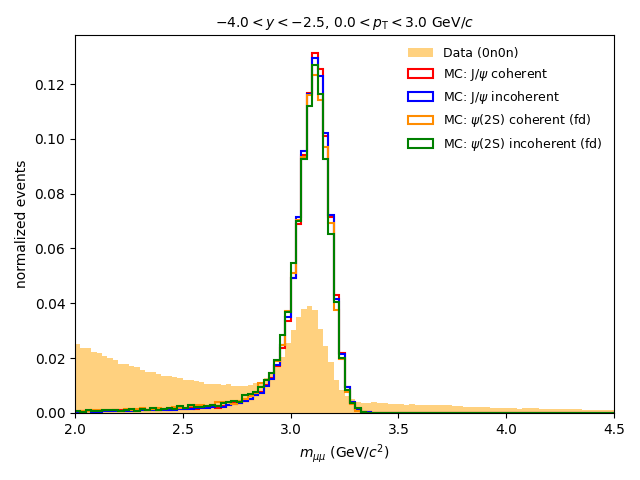 −4.0 < y < −2.5, 0.0 < p_T < 3.0 GeV/c
Data (0n0n)
MC: J/ψ coherent
MC: J/ψ incoherent
MC: ψ(2S) coherent (fd)
MC: ψ(2S) incoherent (fd)
normalized events
0.12
0.10
0.08
0.06
0.04
0.02
0.00
2.0 2.5 3.0 3.5 4.0 4.5
m_μμ (GeV/c²)